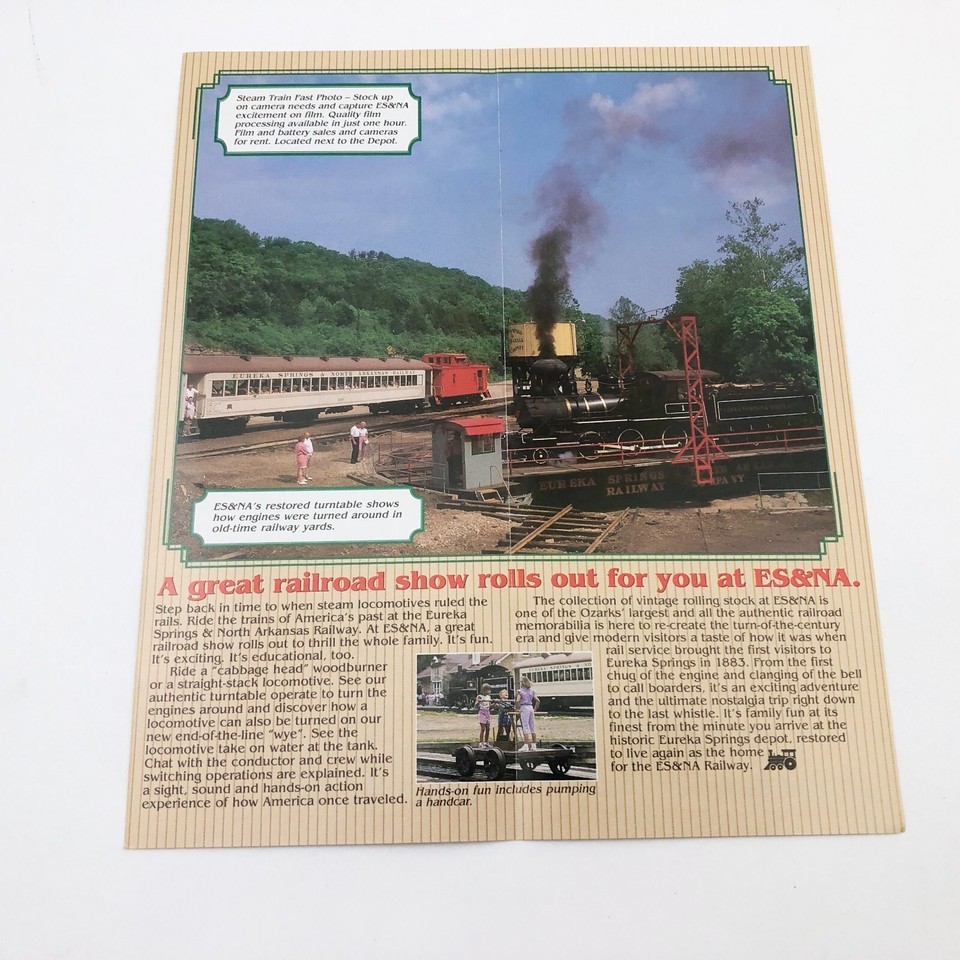 Steam Train Fast Photo – Stock up
on camera needs and capture ES&NA
excitement on film. Quality film
processing available in just one hour.
Film and battery sales and cameras
for rent. Located next to the Depot.
EUREKA SPRINGS & NORTH ARKANSAS RAILWAY
EUREKA SPRINGS
RAILWAY
ES&NA's restored turntable shows
how engines were turned around in
old-time railway yards.
A great railroad show rolls out for you at ES&NA.
Step back in time to when steam locomotives ruled the
rails. Ride the trains of America's past at the Eureka
Springs & North Arkansas Railway. At ES&NA, a great
railroad show rolls out to thrill the whole family. It's fun.
It's exciting. It's educational, too.
Ride a "cabbage head" woodburner
or a straight-stack locomotive. See our
authentic turntable operate to turn the
engines around and discover how a
locomotive can also be turned on our
new end-of-the-line "wye". See the
locomotive take on water at the tank.
Chat with the conductor and crew while
switching operations are explained. It's
a sight, sound and hands-on action
experience of how America once traveled.
Hands-on fun includes pumping
a handcar.
The collection of vintage rolling stock at ES&NA is
one of the Ozarks' largest and all the authentic railroad
memorabilia is here to re-create the turn-of-the-century
era and give modern visitors a taste of how it was when
rail service brought the first visitors to
Eureka Springs in 1883. From the first
chug of the engine and clanging of the bell
to call boarders, it's an exciting adventure
and the ultimate nostalgia trip right down
to the last whistle. It's family fun at its
finest from the minute you arrive at the
historic Eureka Springs depot, restored
to live again as the home
for the ES&NA Railway.